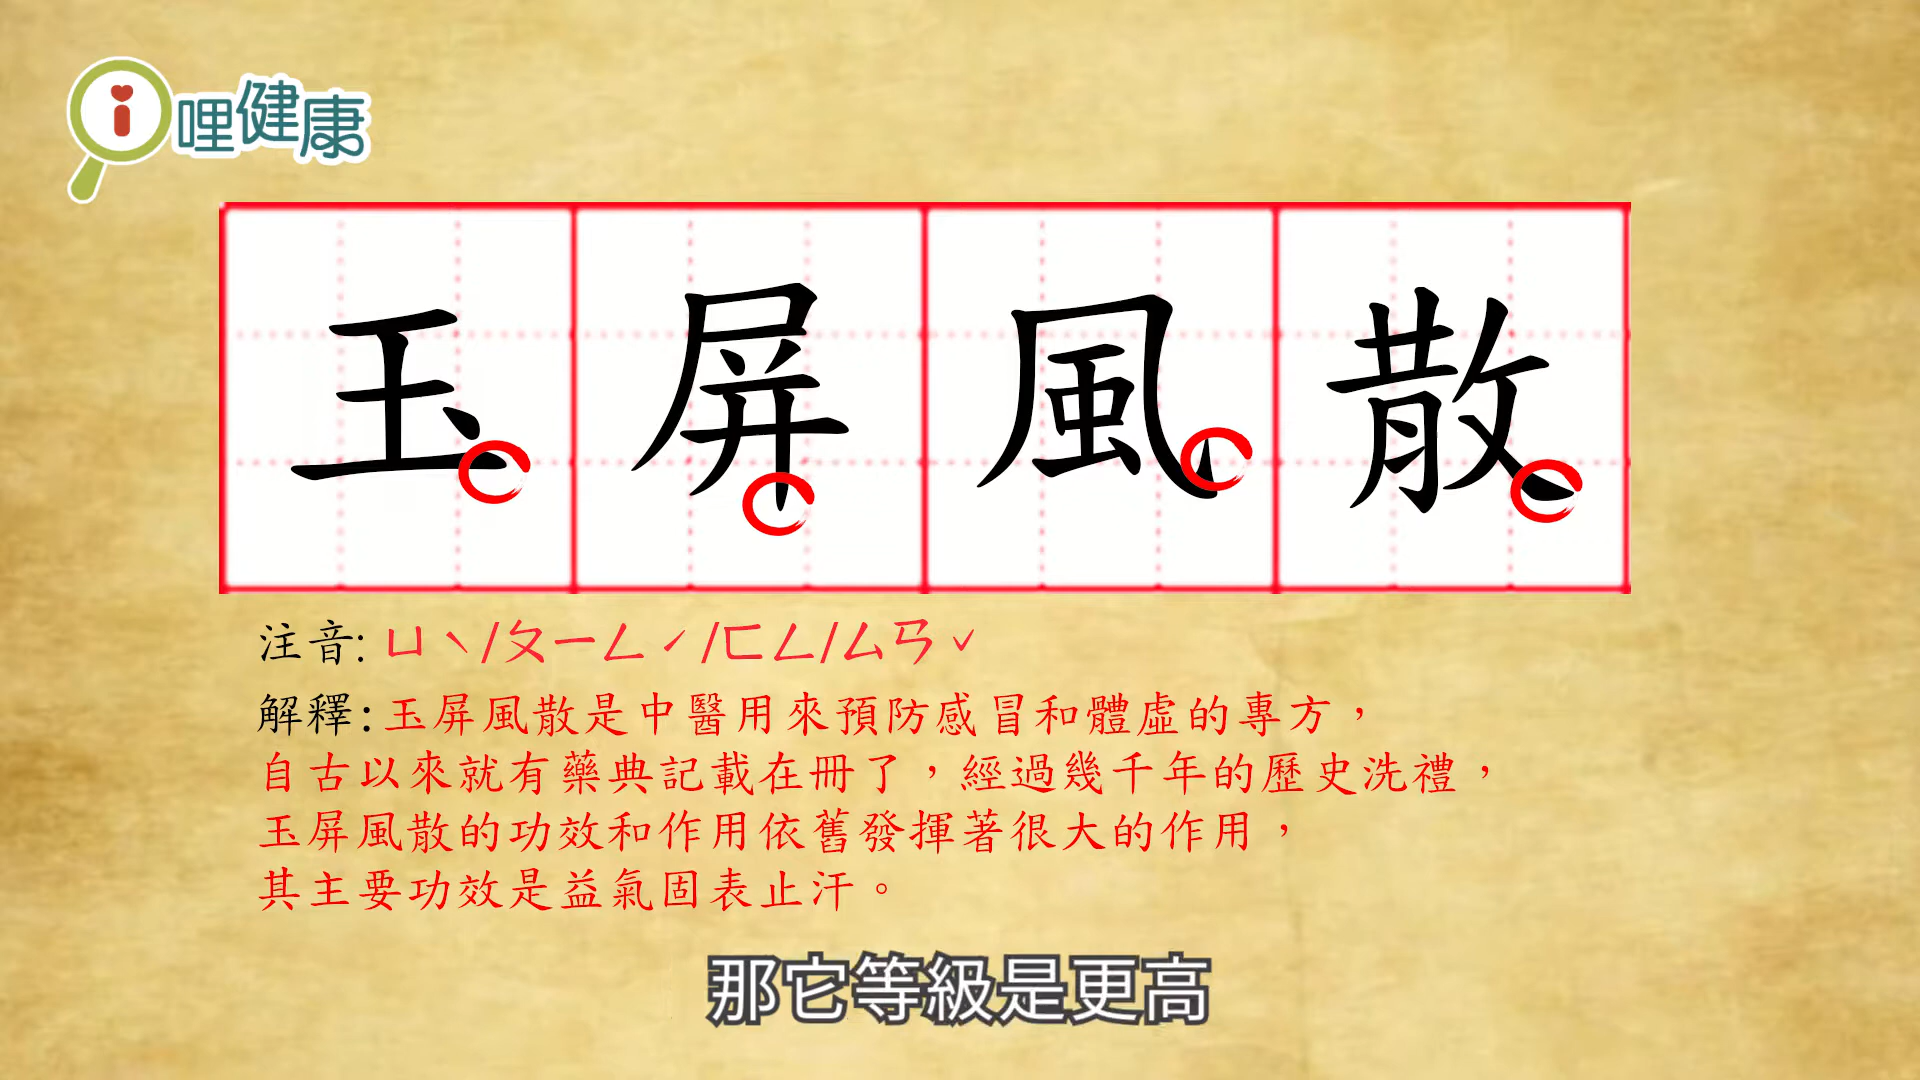 i哩健康
玉屏風散
注音: ㄩˋ/ㄆㄧㄥˊ/ㄈㄥ/ㄙㄢˇ
解釋: 玉屏風散是中醫用來預防感冒和體虛的專方，
自古以來就有藥典記載在冊了，經過幾千年的歷史洗禮，
玉屏風散的功效和作用依舊發揮著很大的作用，
其主要功效是益氣固表止汗。
那它等級是更高